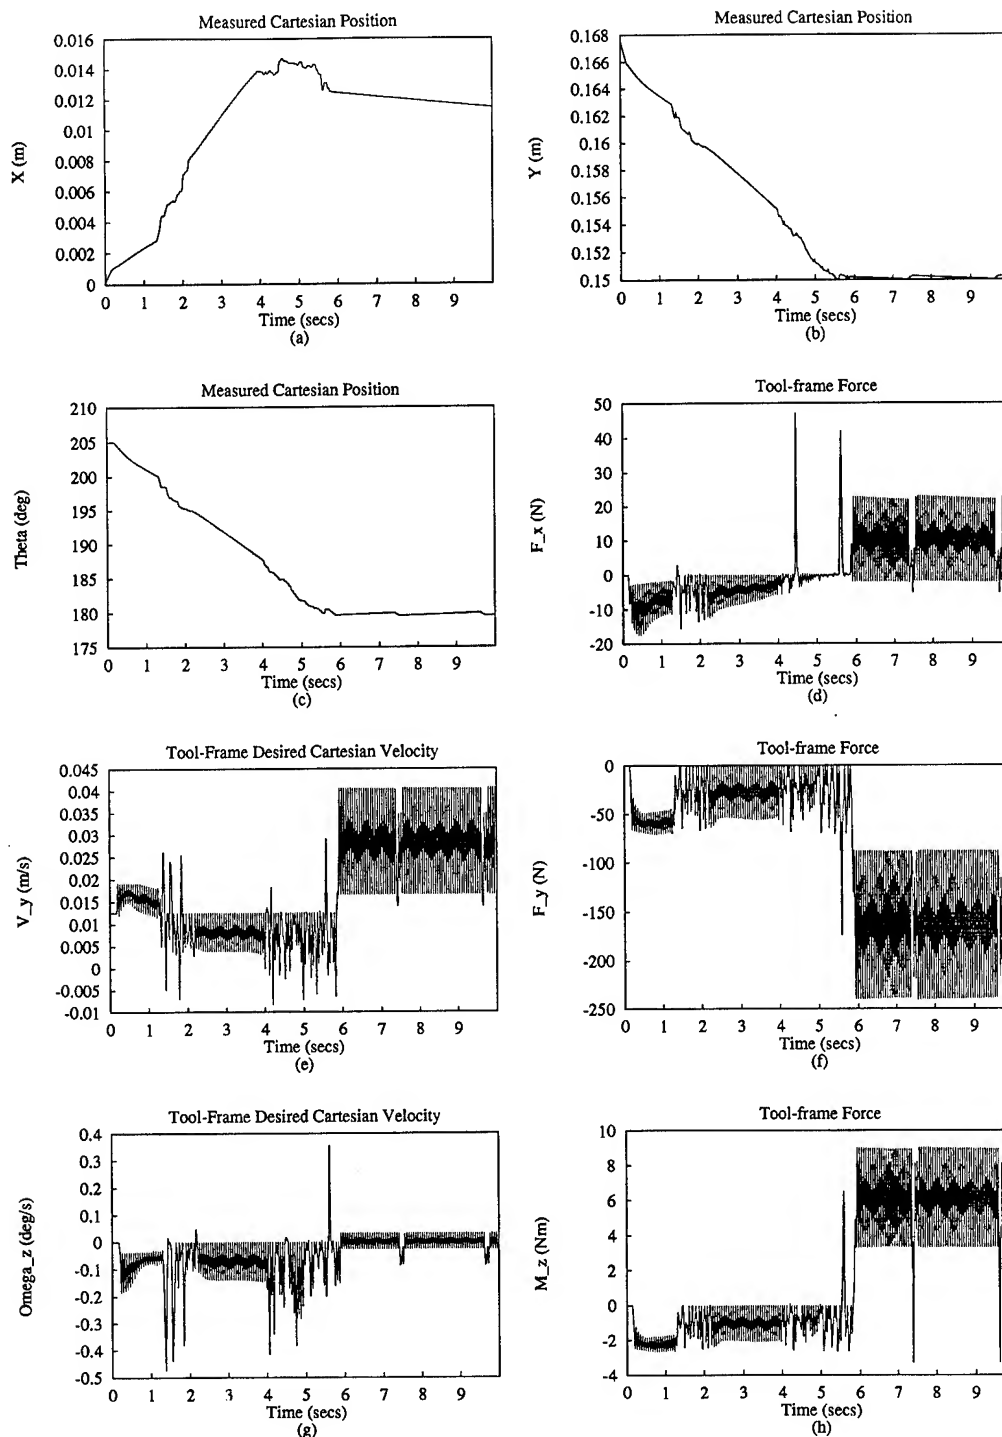 Measured Cartesian Position
X (m)
0.016
0.014
0.012
0.01
0.008
0.006
0.004
0.002
0
0 1 2 3 4 5 6 7 8 9
Time (secs)
(a)
Measured Cartesian Position
Y (m)
0.168
0.166
0.164
0.162
0.16
0.158
0.156
0.154
0.152
0.15
0 1 2 3 4 5 6 7 8 9
Time (secs)
(b)
Measured Cartesian Position
Theta (deg)
210
205
200
195
190
185
180
175
0 1 2 3 4 5 6 7 8 9
Time (secs)
(c)
Tool-frame Force
F_x (N)
50
40
30
20
10
0
-10
-20
0 1 2 3 4 5 6 7 8 9
Time (secs)
(d)
Tool-Frame Desired Cartesian Velocity
V_y (m/s)
0.045
0.04
0.035
0.03
0.025
0.02
0.015
0.01
0.005
0
-0.005
-0.01
0 1 2 3 4 5 6 7 8 9
Time (secs)
(e)
Tool-frame Force
F_y (N)
0
-50
-100
-150
-200
-250
0 1 2 3 4 5 6 7 8 9
Time (secs)
(f)
Tool-Frame Desired Cartesian Velocity
Omega_z (deg/s)
0.4
0.3
0.2
0.1
0
-0.1
-0.2
-0.3
-0.4
-0.5
0 1 2 3 4 5 6 7 8 9
Time (secs)
(g)
Tool-frame Force
M_z (Nm)
10
8
6
4
2
0
-2
-4
0 1 2 3 4 5 6 7 8 9
Time (secs)
(h)